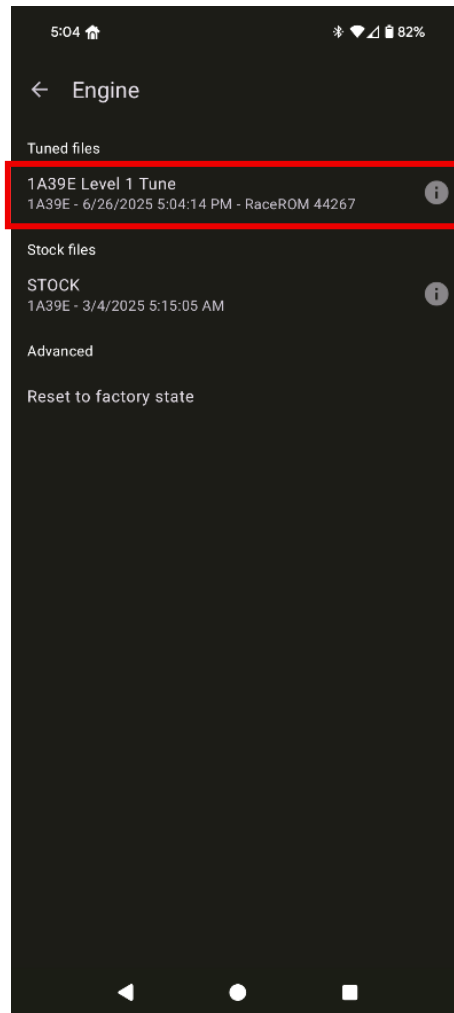 5:04 82%
Engine
Tuned files
1A39E Level 1 Tune
1A39E - 6/26/2025 5:04:14 PM - RaceROM 44267
Stock files
STOCK
1A39E - 3/4/2025 5:15:05 AM
Advanced
Reset to factory state